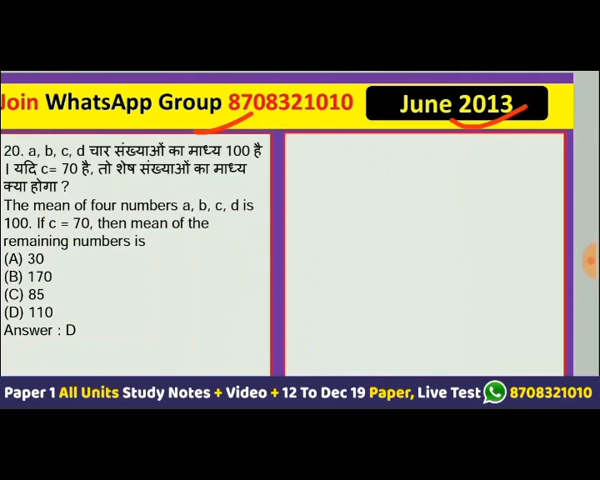 Join WhatsApp Group 8708321010
June 2013
20. a, b, c, d चार संख्याओं का माध्य 100 है
। यदि c= 70 है, तो शेष संख्याओं का माध्य
क्या होगा ?
The mean of four numbers a, b, c, d is
100. If c = 70, then mean of the
remaining numbers is
(A) 30
(B) 170
(C) 85
(D) 110
Answer : D
Paper 1 All Units Study Notes + Video + 12 To Dec 19 Paper, Live Test 8708321010